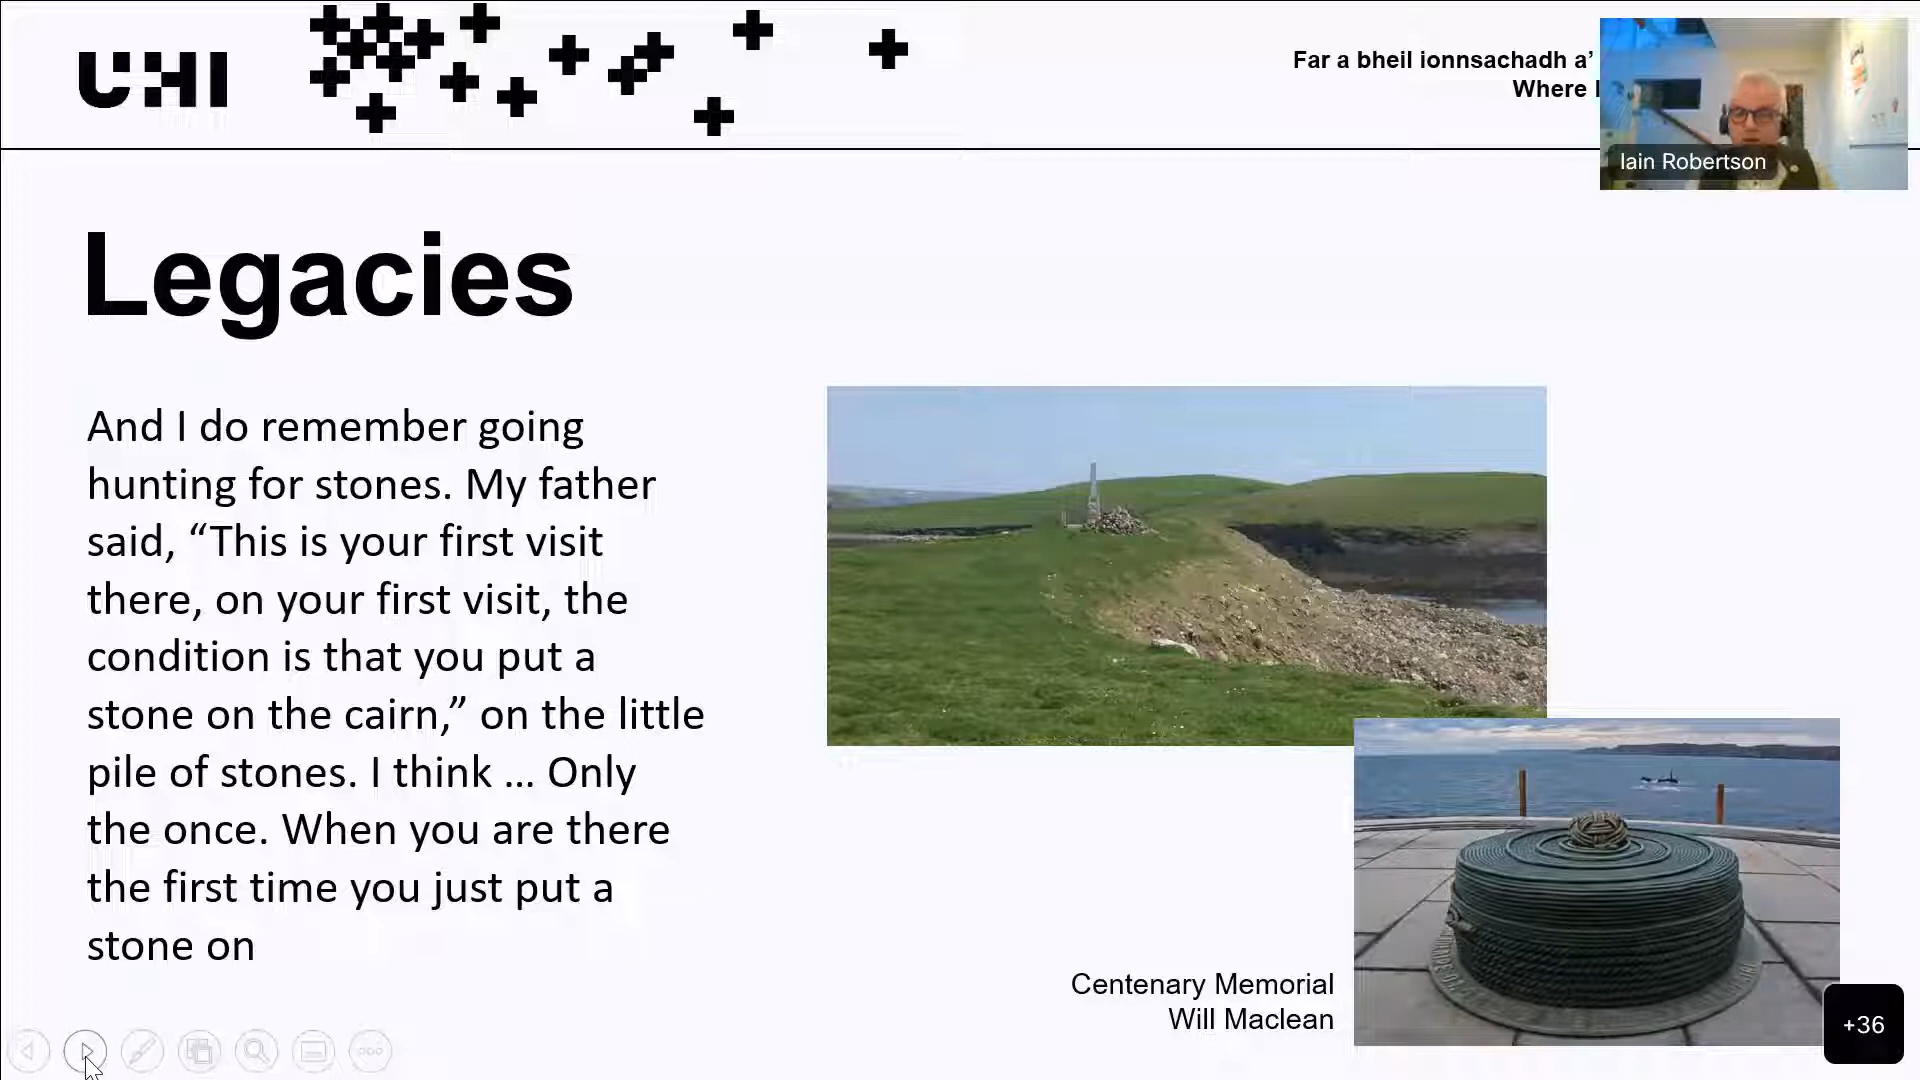 UHI
Far a bheil ionnsachadh a’
Where
Iain Robertson
Legacies
And I do remember going
hunting for stones. My father
said, “This is your first visit
there, on your first visit, the
condition is that you put a
stone on the cairn,” on the little
pile of stones. I think ... Only
the once. When you are there
the first time you just put a
stone on
Centenary Memorial
Will Maclean
+36